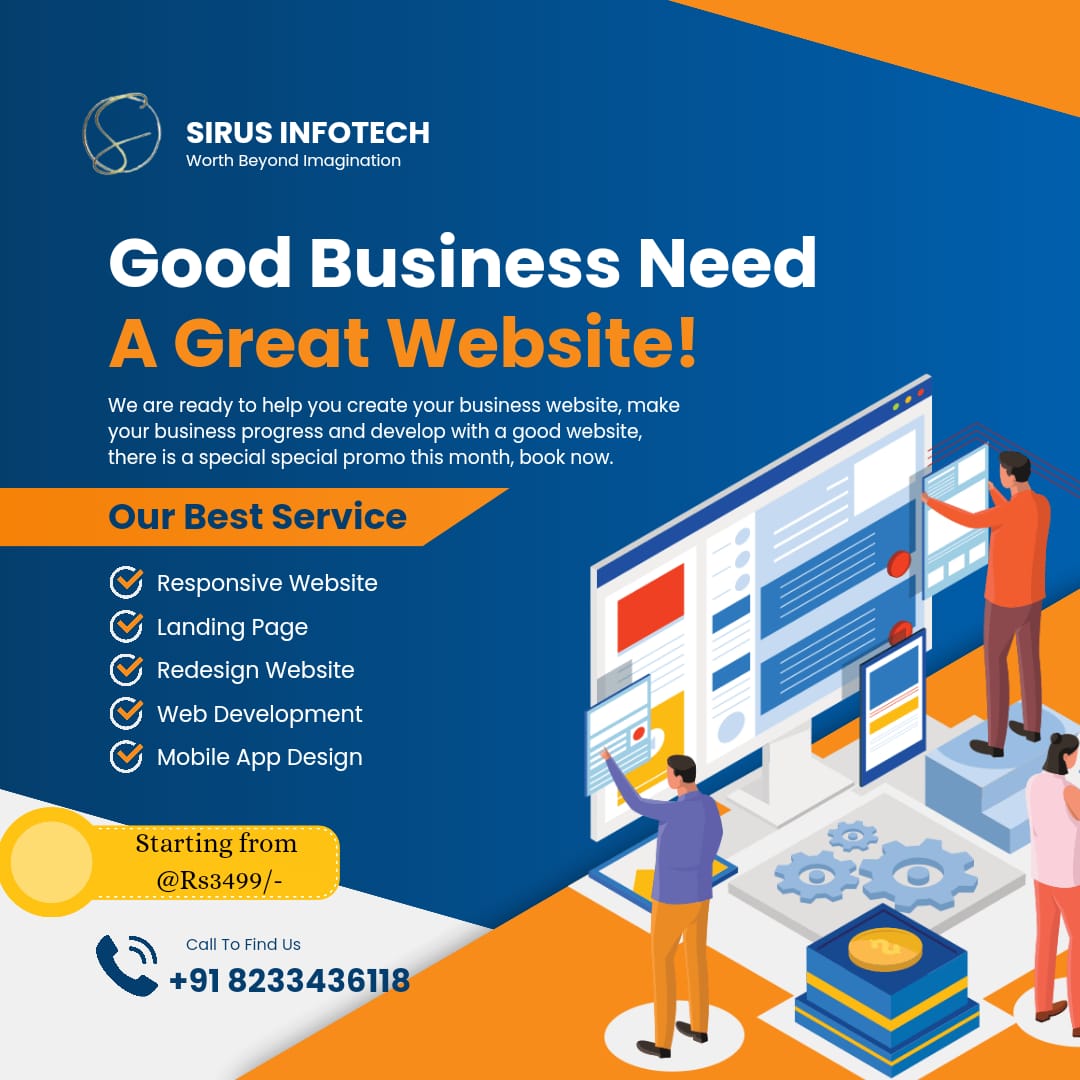 SIRUS INFOTECH
Worth Beyond Imagination
Good Business Need
A Great Website!
We are ready to help you create your business website, make
your business progress and develop with a good website,
there is a special special promo this month, book now.
Our Best Service
Responsive Website
Landing Page
Redesign Website
Web Development
Mobile App Design
Starting from
@Rs3499/-
Call To Find Us
+91 8233436118